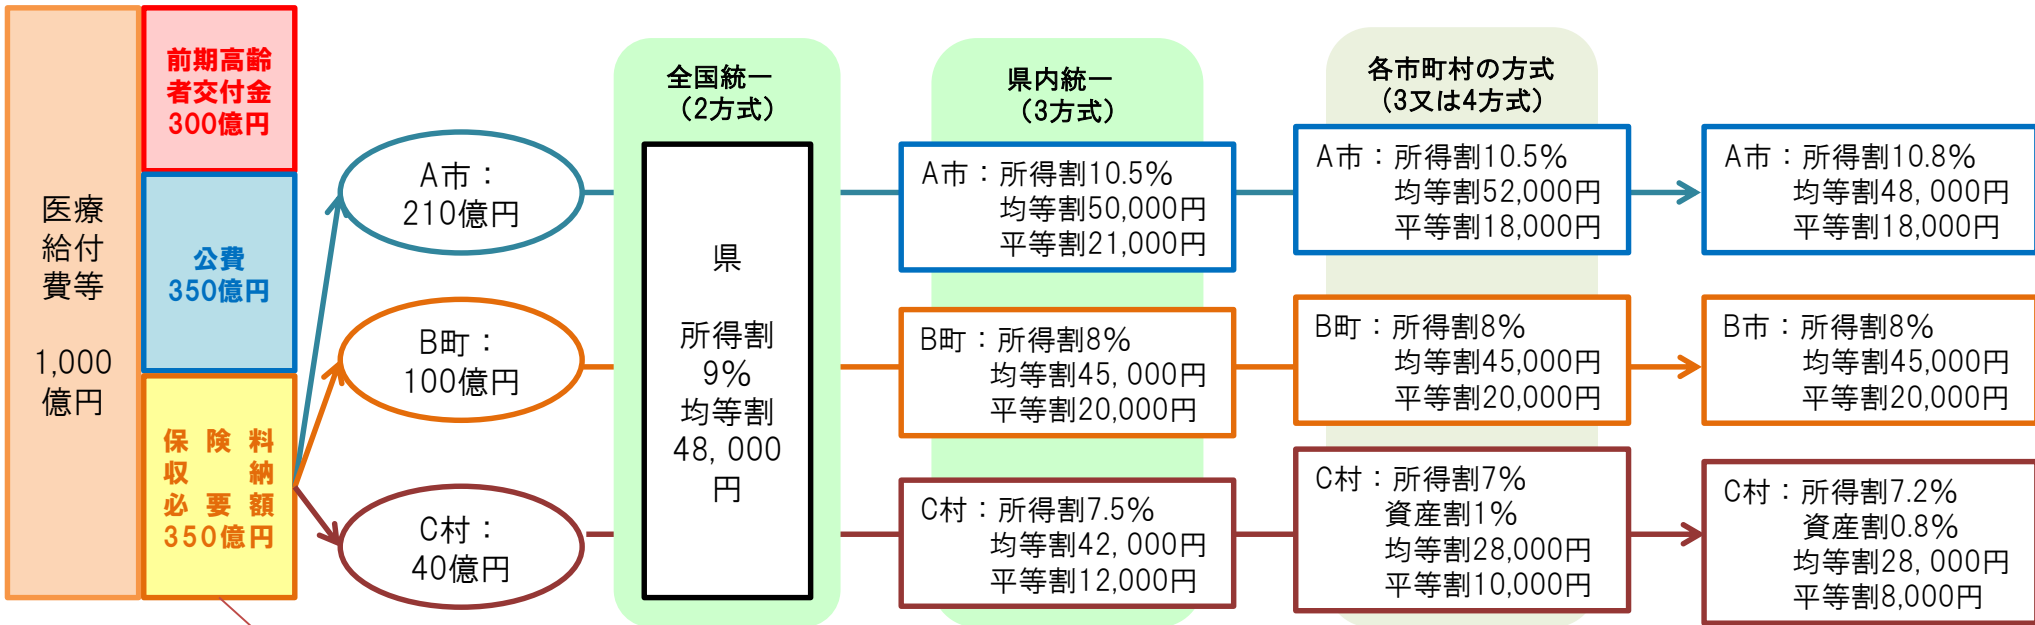 医療
給付
費等
1,000
億円
前期高齢
者交付金
300億円
公費
350億円
保険料
収納
必要額
350億円
A市：
210億円
B町：
100億円
C村：
40億円
全国統一
（2方式）
県
所得割
9%
均等割
48,000
円
県内統一
（3方式）
A市：所得割10.5%
均等割50,000円
平等割21,000円
B町：所得割8%
均等割45,000円
平等割20,000円
C村：所得割7.5%
均等割42,000円
平等割12,000円
各市町村の方式
（3又は4方式）
A市：所得割10.5%
均等割52,000円
平等割18,000円
B町：所得割8%
均等割45,000円
平等割20,000円
C村：所得割7%
資産割1%
均等割28,000円
平等割10,000円
A市：所得割10.8%
均等割48,000円
平等割18,000円
B市：所得割8%
均等割45,000円
平等割20,000円
C村：所得割7.2%
資産割0.8%
均等割28,000円
平等割8,000円